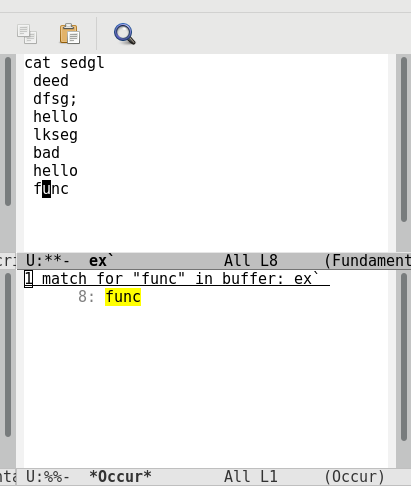 cat sedgl
deed
dfsg;
hello
lkseg
bad
hello
func
U:**-  ex`            All L8     (Fundament
1 match for "func" in buffer: ex`
      8: func
U:%%-  *Occur*        All L1     (Occur)